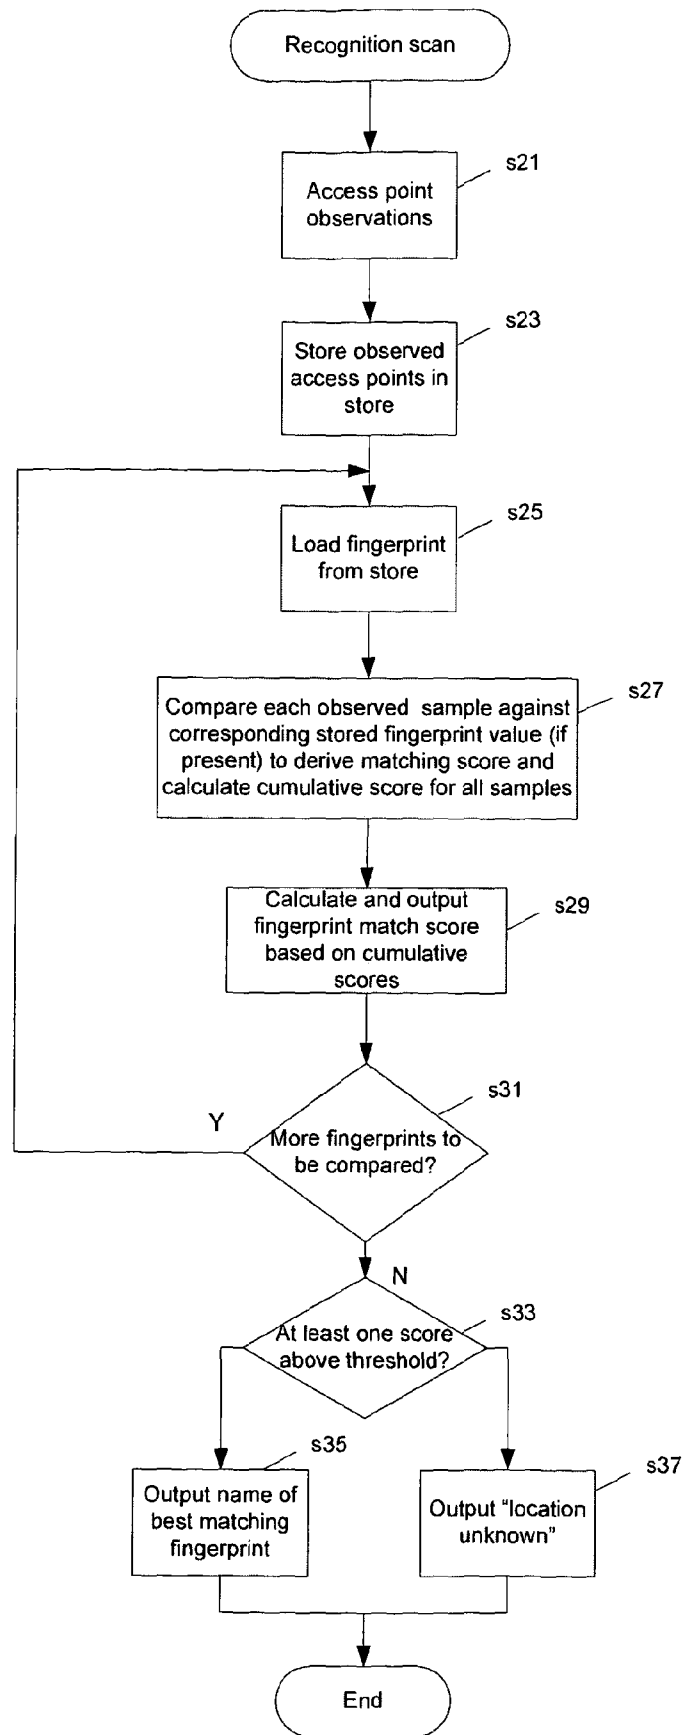 Recognition scan
s21
Access point
observations
s23
Store observed
access points in
store
s25
Load fingerprint
from store
s27
Compare each observed sample against
corresponding stored fingerprint value (if
present) to derive matching score and
calculate cumulative score for all samples
s29
Calculate and output
fingerprint match score
based on cumulative
scores
s31
Y
More fingerprints to
be compared?
N
s33
At least one score
above threshold?
s35
Output name of
best matching
fingerprint
s37
Output “location
unknown”
End